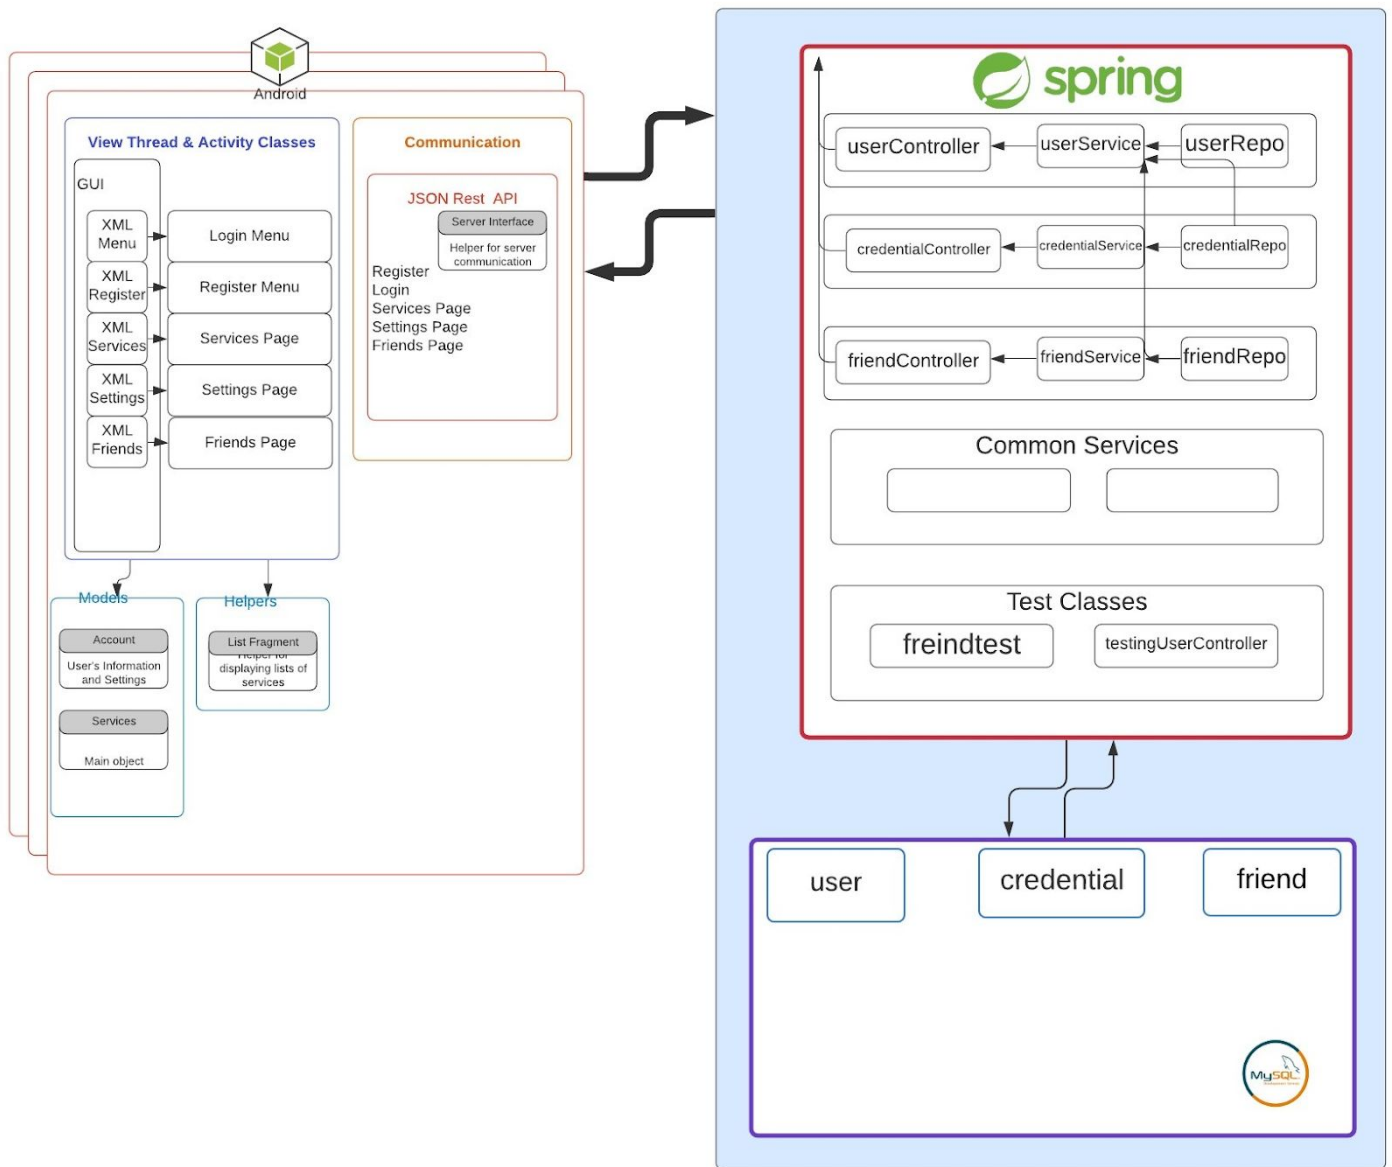 Android
View Thread & Activity Classes
GUI
XML
Menu
Login Menu
XML
Register
Register Menu
XML
Services
Services Page
XML
Settings
Settings Page
XML
Friends
Friends Page
Communication
JSON Rest API
Server Interface
Helper for server
communication
Register
Login
Services Page
Settings Page
Friends Page
Models
Account
User's Information
and Settings
Services
Main object
Helpers
List Fragment
Helper for
displaying lists of
services
spring
userController
userService
userRepo
credentialController
credentialService
credentialRepo
friendController
friendService
friendRepo
Common Services
Test Classes
freindtest
testingUserController
user
credential
friend
MySQL